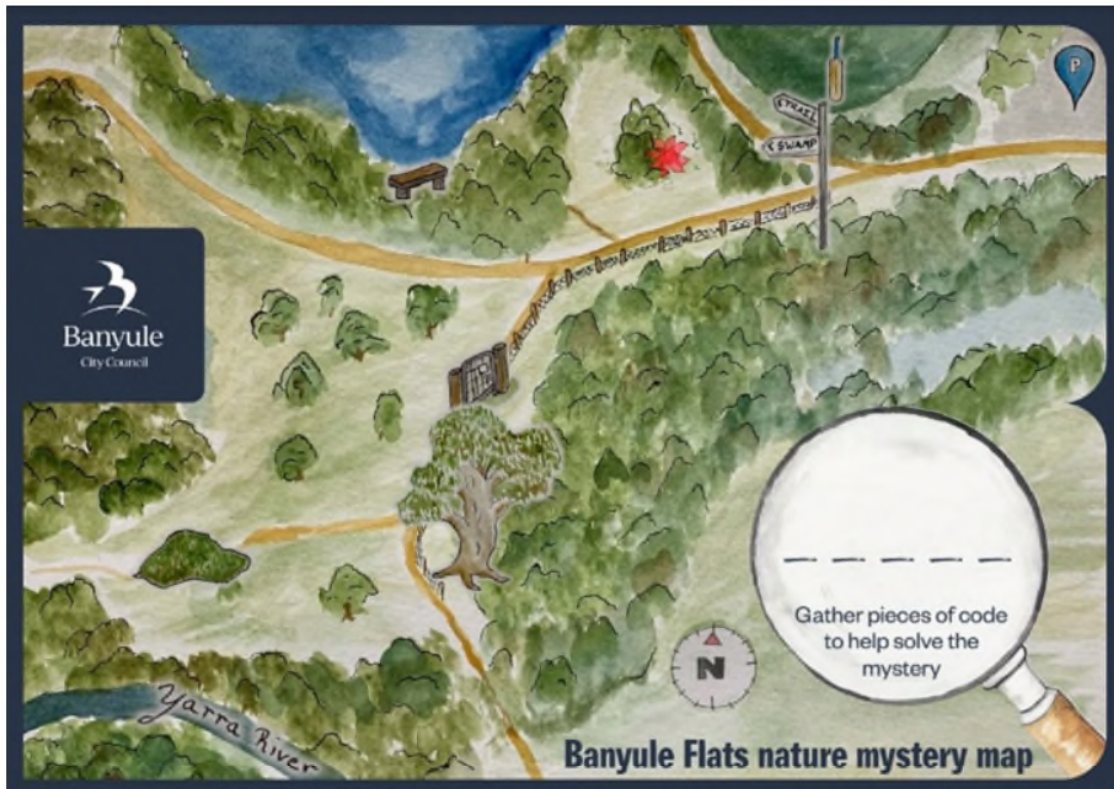 P
TRAIL
SWAMP
Banyule
City Council
Gather pieces of code
to help solve the
mystery
N
Yarra River
Banyule Flats nature mystery map